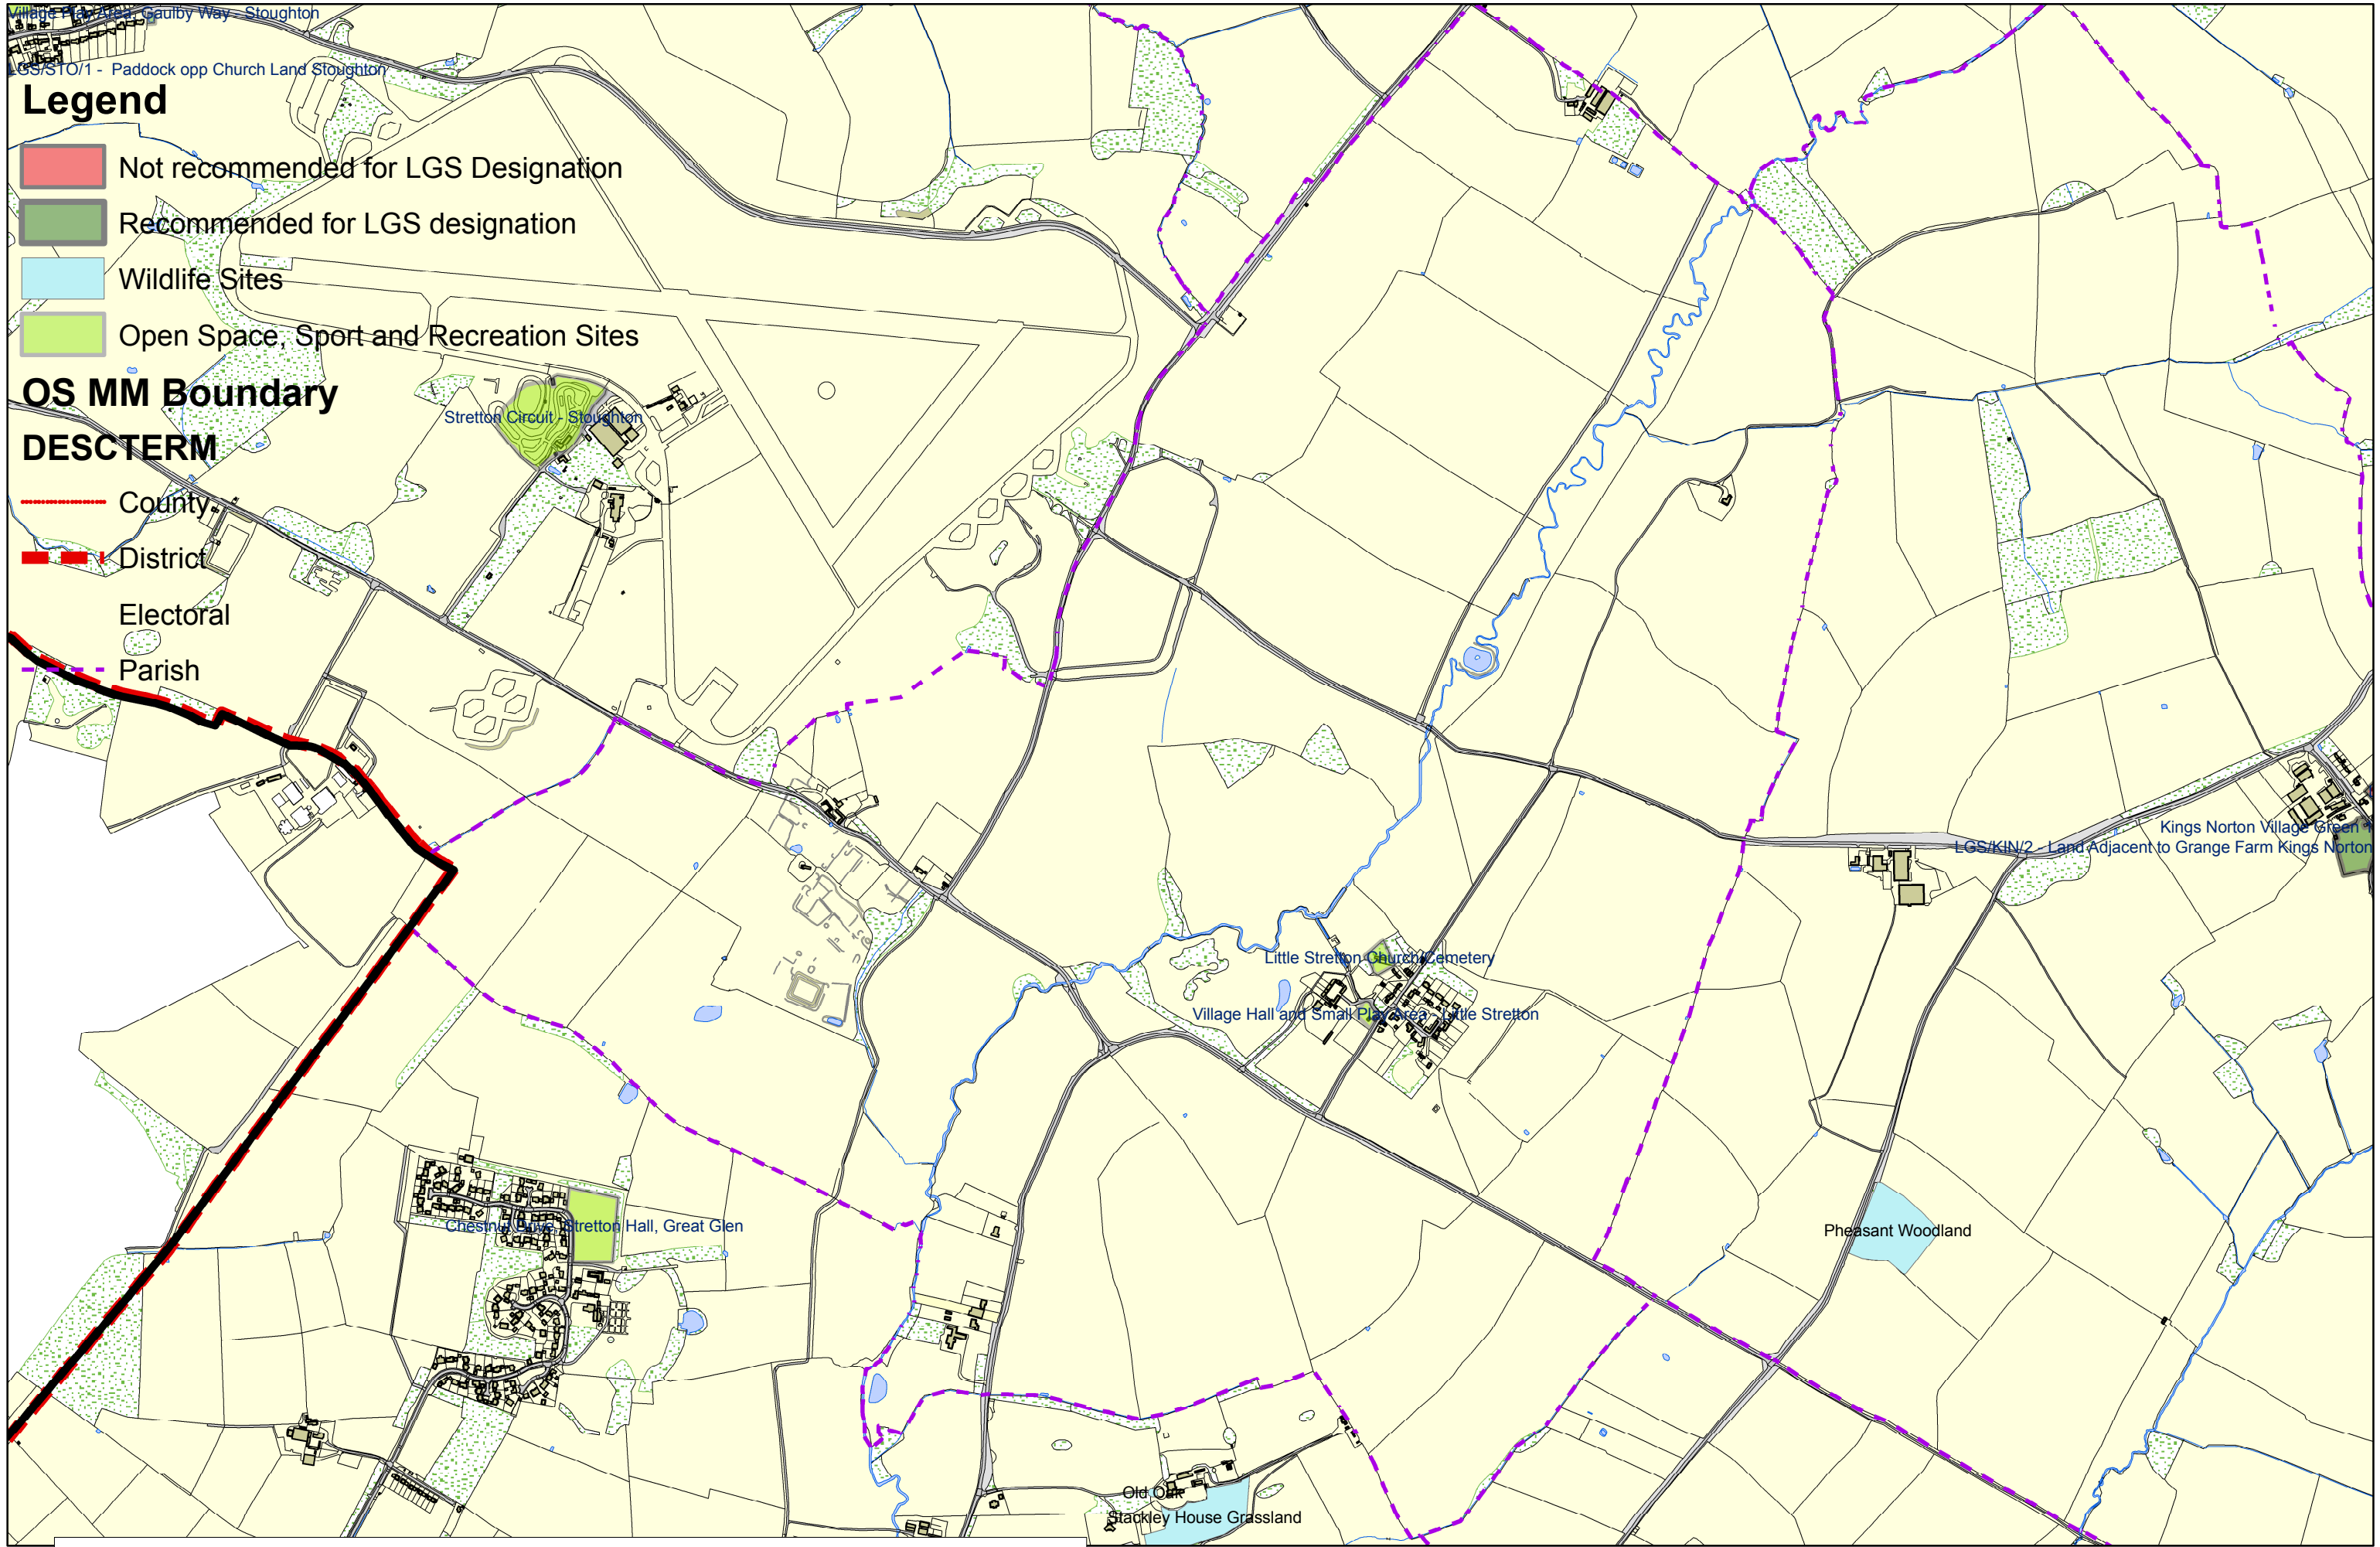 Village Play Area, Gaulby Way - Stoughton
LGS/STO/1 - Paddock opp Church Land Stoughton
Legend
Not recommended for LGS Designation
Recommended for LGS designation
Wildlife Sites
Open Space, Sport and Recreation Sites
OS MM Boundary
DESCTERM
County
District
Electoral
Parish
Stretton Circuit - Stoughton
Kings Norton Village Green
LGS/KIN/2 - Land Adjacent to Grange Farm Kings Norton
Little Stretton Church/Cemetery
Village Hall and Small Play Area - Little Stretton
Chestnut Drive, Stretton Hall, Great Glen
Pheasant Woodland
Old Oak
Stackley House Grassland